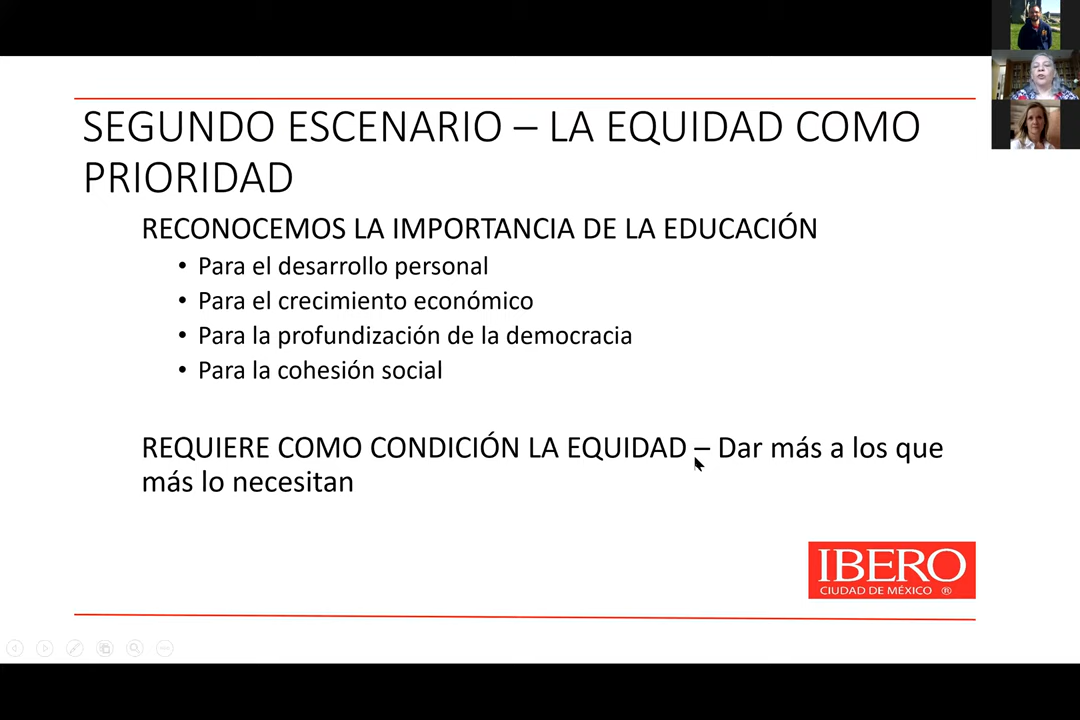 SEGUNDO ESCENARIO – LA EQUIDAD COMO
PRIORIDAD
RECONOCEMOS LA IMPORTANCIA DE LA EDUCACIÓN
• Para el desarrollo personal
• Para el crecimiento económico
• Para la profundización de la democracia
• Para la cohesión social
REQUIERE COMO CONDICIÓN LA EQUIDAD – Dar más a los que
más lo necesitan
IBERO
CIUDAD DE MÉXICO ®